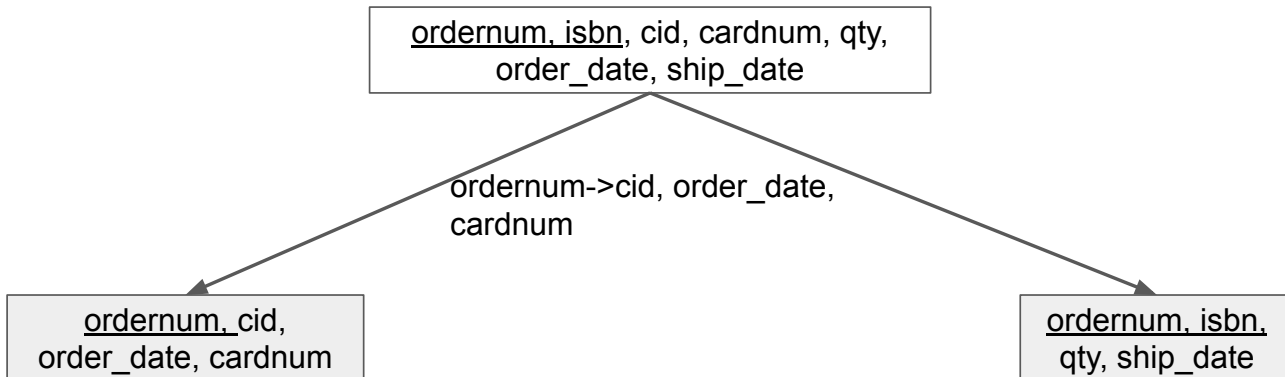 ordernum, isbn, cid, cardnum, qty,
order_date, ship_date
ordernum->cid, order_date,
cardnum
ordernum, cid,
order_date, cardnum
ordernum, isbn,
qty, ship_date